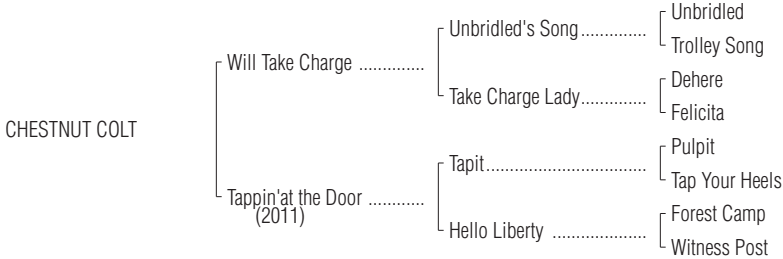 Unbridled
Unbridled's Song..............
Trolley Song
Will Take Charge ..............
Dehere
Take Charge Lady..............
Felicita
CHESTNUT COLT
Pulpit
Tapit..................................
Tap Your Heels
Tappin'at the Door ............
(2011)
Forest Camp
Hello Liberty ....................
Witness Post